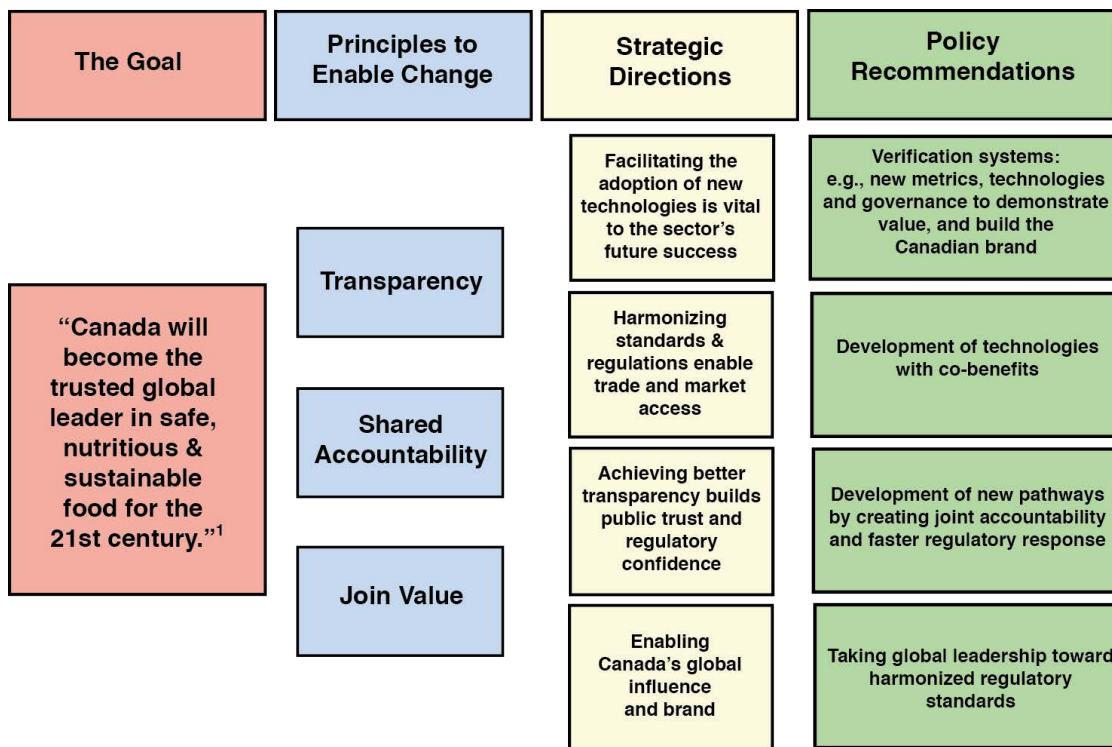 The Goal
Principles to
Enable Change
Strategic
Directions
Policy
Recommendations
“Canada will
become the
trusted global
leader in safe,
nutritious &
sustainable
food for the
21st century.”1
Transparency
Shared
Accountability
Join Value
Facilitating the
adoption of new
technologies is vital
to the sector’s
future success
Harmonizing
standards &
regulations enable
trade and market
access
Achieving better
transparency builds
public trust and
regulatory
confidence
Enabling
Canada’s global
influence
and brand
Verification systems:
e.g., new metrics, technologies
and governance to demonstrate
value, and build the
Canadian brand
Development of technologies
with co-benefits
Development of new pathways
by creating joint accountability
and faster regulatory response
Taking global leadership toward
harmonized regulatory
standards